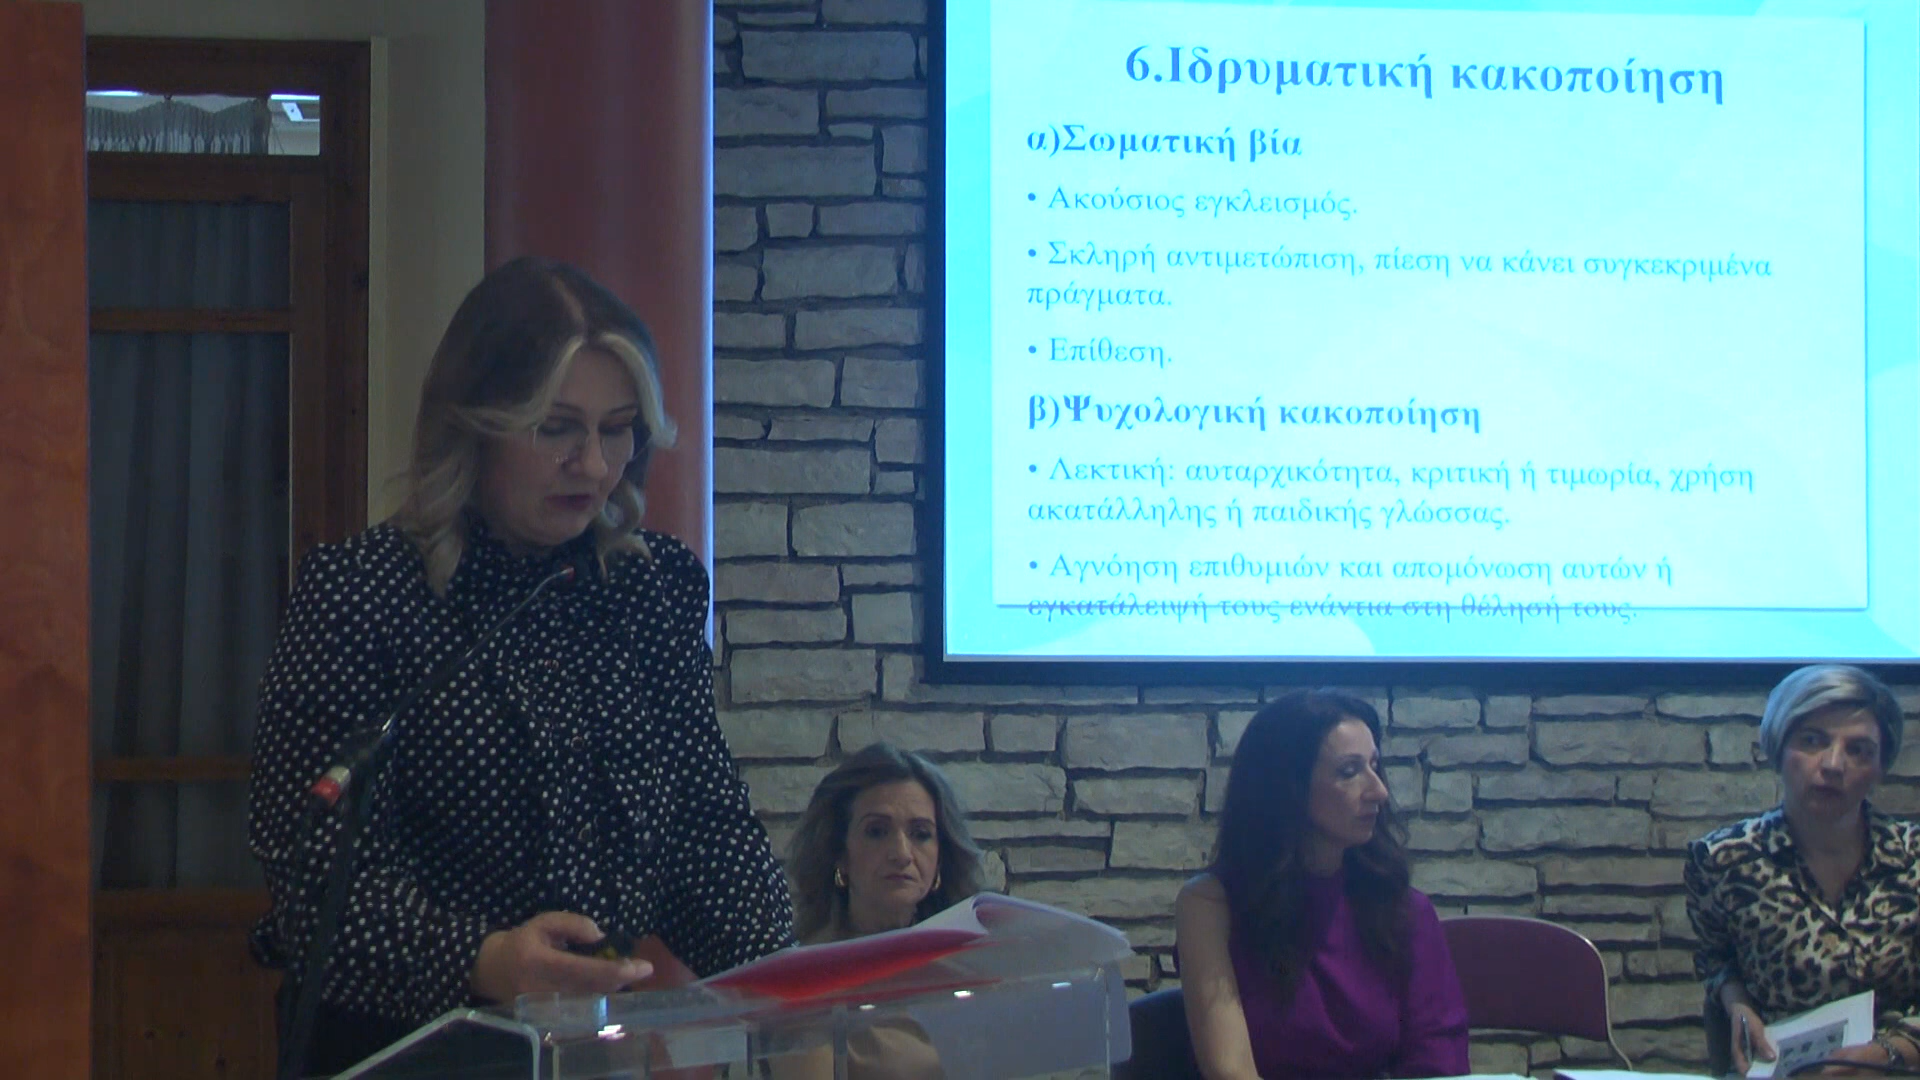 6.Ιδρυματική κακοποίηση
α)Σωματική βία
• Ακούσιος εγκλεισμός.
• Σκληρή αντιμετώπιση, πίεση να κάνει συγκεκριμένα
πράγματα.
• Επίθεση.
β)Ψυχολογική κακοποίηση
• Λεκτική: αυταρχικότητα, κριτική ή τιμωρία, χρήση
ακατάλληλης ή παιδικής γλώσσας.
• Αγνόηση επιθυμιών και απομόνωση αυτών ή
εγκατάλειψή τους ενάντια στη θέλησή τους.